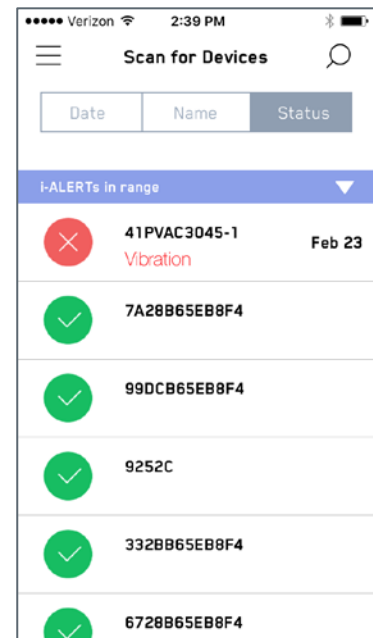 Verizon 2:39 PM
Scan for Devices
Date Name Status
i-ALERTs in range
41PVAC3045-1 Feb 23
Vibration
7A28B65EB8F4
99DCB65EB8F4
9252C
332BB65EB8F4
6728B65EB8F4